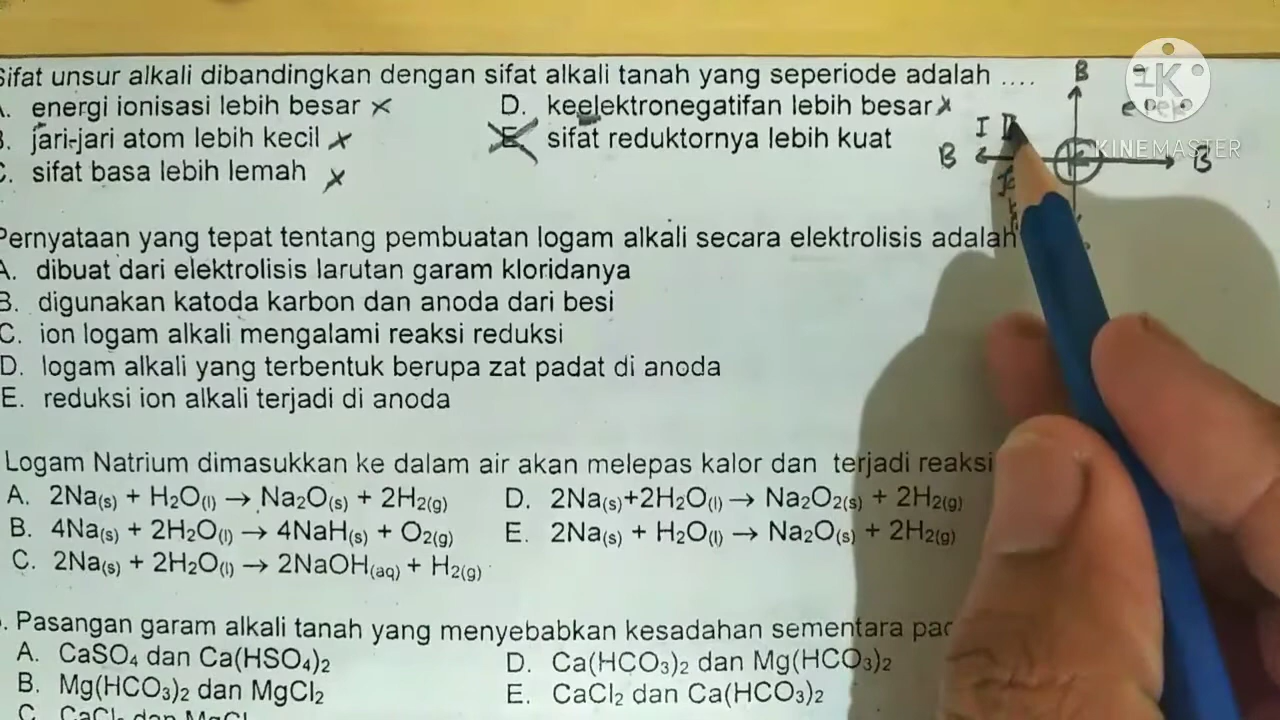 Sifat unsur alkali dibandingkan dengan sifat alkali tanah yang seperiode adalah ....
A. energi ionisasi lebih besar ×
D. keelektronegatifan lebih besar ×
B. jari-jari atom lebih kecil ×
E. sifat reduktornya lebih kuat
C. sifat basa lebih lemah ×
B
I
B
B
K
KINEMASTER
Pernyataan yang tepat tentang pembuatan logam alkali secara elektrolisis adalah
A. dibuat dari elektrolisis larutan garam kloridanya
B. digunakan katoda karbon dan anoda dari besi
C. ion logam alkali mengalami reaksi reduksi
D. logam alkali yang terbentuk berupa zat padat di anoda
E. reduksi ion alkali terjadi di anoda
Logam Natrium dimasukkan ke dalam air akan melepas kalor dan terjadi reaksi
A. 2Na(s) + H2O(l) → Na2O(s) + 2H2(g)
D. 2Na(s)+2H2O(l) → Na2O2(s) + 2H2(g)
B. 4Na(s) + 2H2O(l) → 4NaH(s) + O2(g)
E. 2Na(s) + H2O(l) → Na2O(s) + 2H2(g)
C. 2Na(s) + 2H2O(l) → 2NaOH(aq) + H2(g)
. Pasangan garam alkali tanah yang menyebabkan kesadahan sementara
A. CaSO4 dan Ca(HSO4)2
D. Ca(HCO3)2 dan Mg(HCO3)2
B. Mg(HCO3)2 dan MgCl2
E. CaCl2 dan Ca(HCO3)2
C. CaCl2 dan